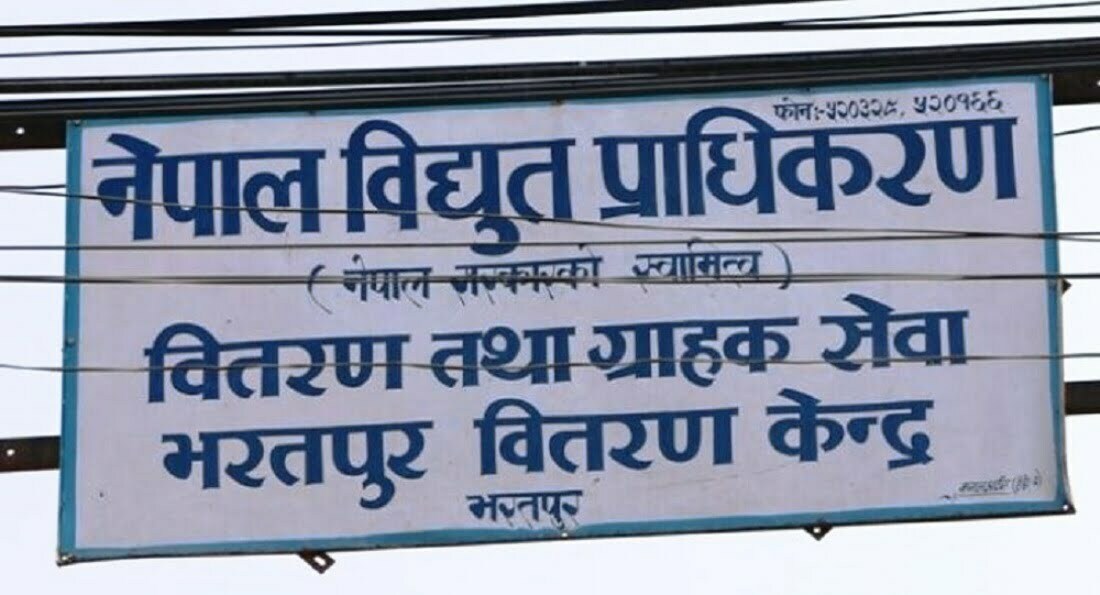 फोन:-५२०३२९, ५२०१६६
नेपाल विद्युत प्राधिकरण
( नेपाल सरकारको स्वामित्व )
वितरण तथा ग्राहक सेवा
भरतपुर वितरण केन्द्र
भरतपुर